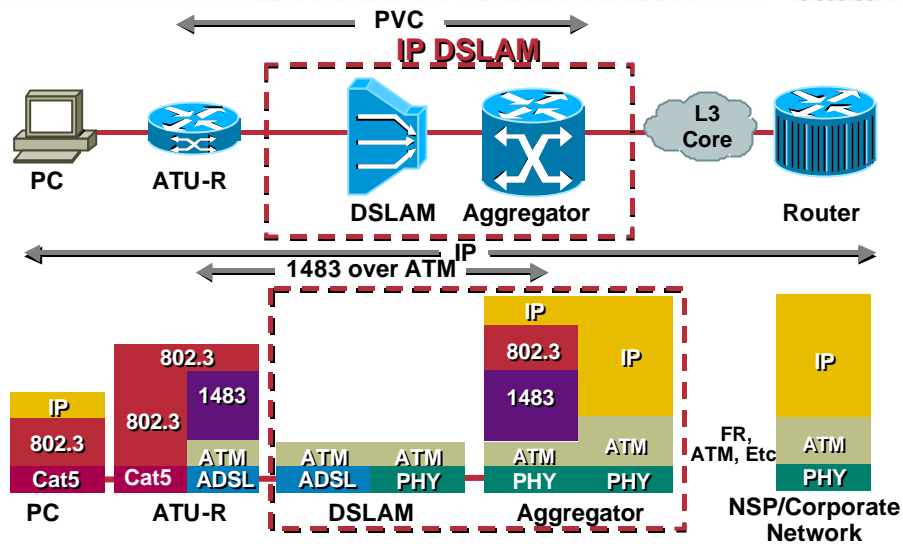 PVC
IP DSLAM
L3
Core
PC
ATU-R
DSLAM
Aggregator
Router
IP
1483 over ATM
IP
802.3
Cat5
802.3
802.3
1483
ATM
Cat5
ADSL
ATM
ATM
ADSL
PHY
IP
802.3
1483
IP
ATM
ATM
PHY
PHY
FR,
ATM, Etc
IP
ATM
PHY
PC
ATU-R
DSLAM
Aggregator
NSP/Corporate
Network